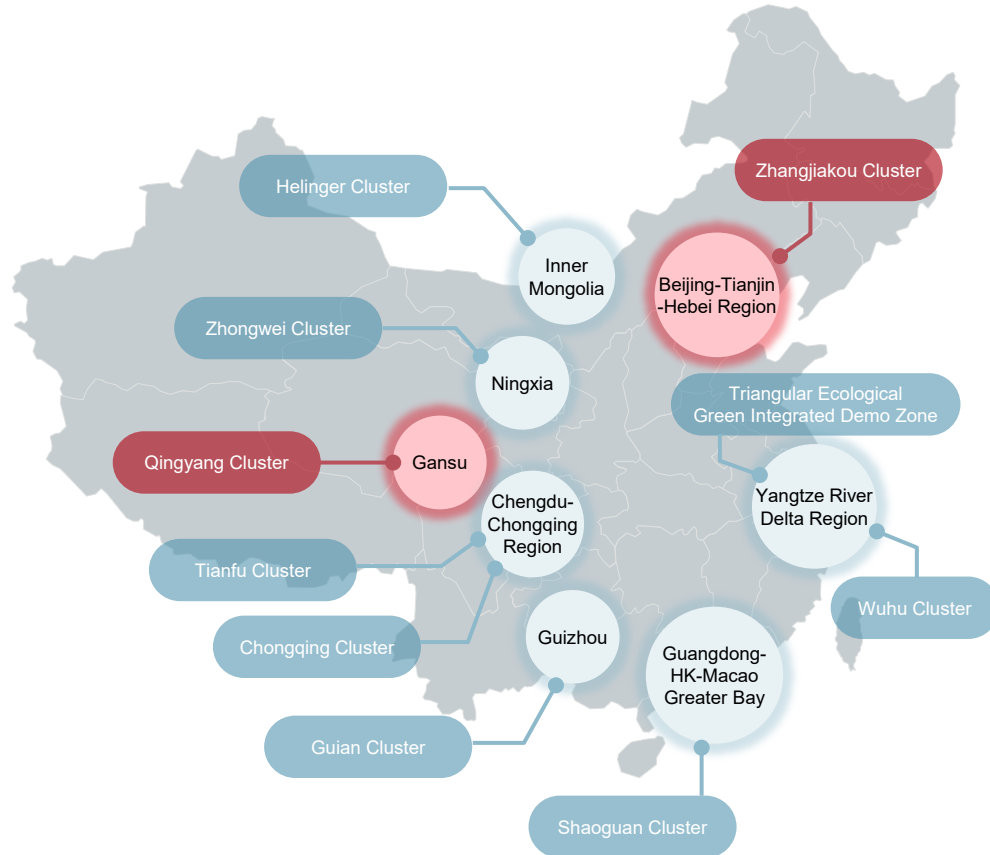 Zhangjiakou Cluster
Helinger Cluster
Inner
Mongolia
Beijing-Tianjin
-Hebei Region
Zhongwei Cluster
Ningxia
Triangular Ecological
Green Integrated Demo Zone
Qingyang Cluster
Gansu
Chengdu-
Chongqing
Region
Yangtze River
Delta Region
Tianfu Cluster
Wuhu Cluster
Chongqing Cluster
Guizhou
Guangdong-
HK-Macao
Greater Bay
Guian Cluster
Shaoguan Cluster